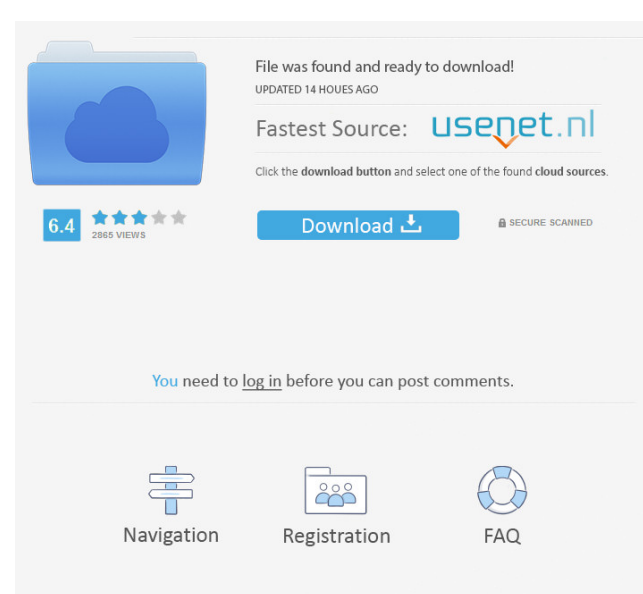 File was found and ready to download!
UPDATED 14 HOUES AGO
Fastest Source: usenet.nl
Click the download button and select one of the found cloud sources.
6.4
2865 VIEWS
Download
SECURE SCANNED
You need to log in before you can post comments.
Navigation
Registration
FAQ